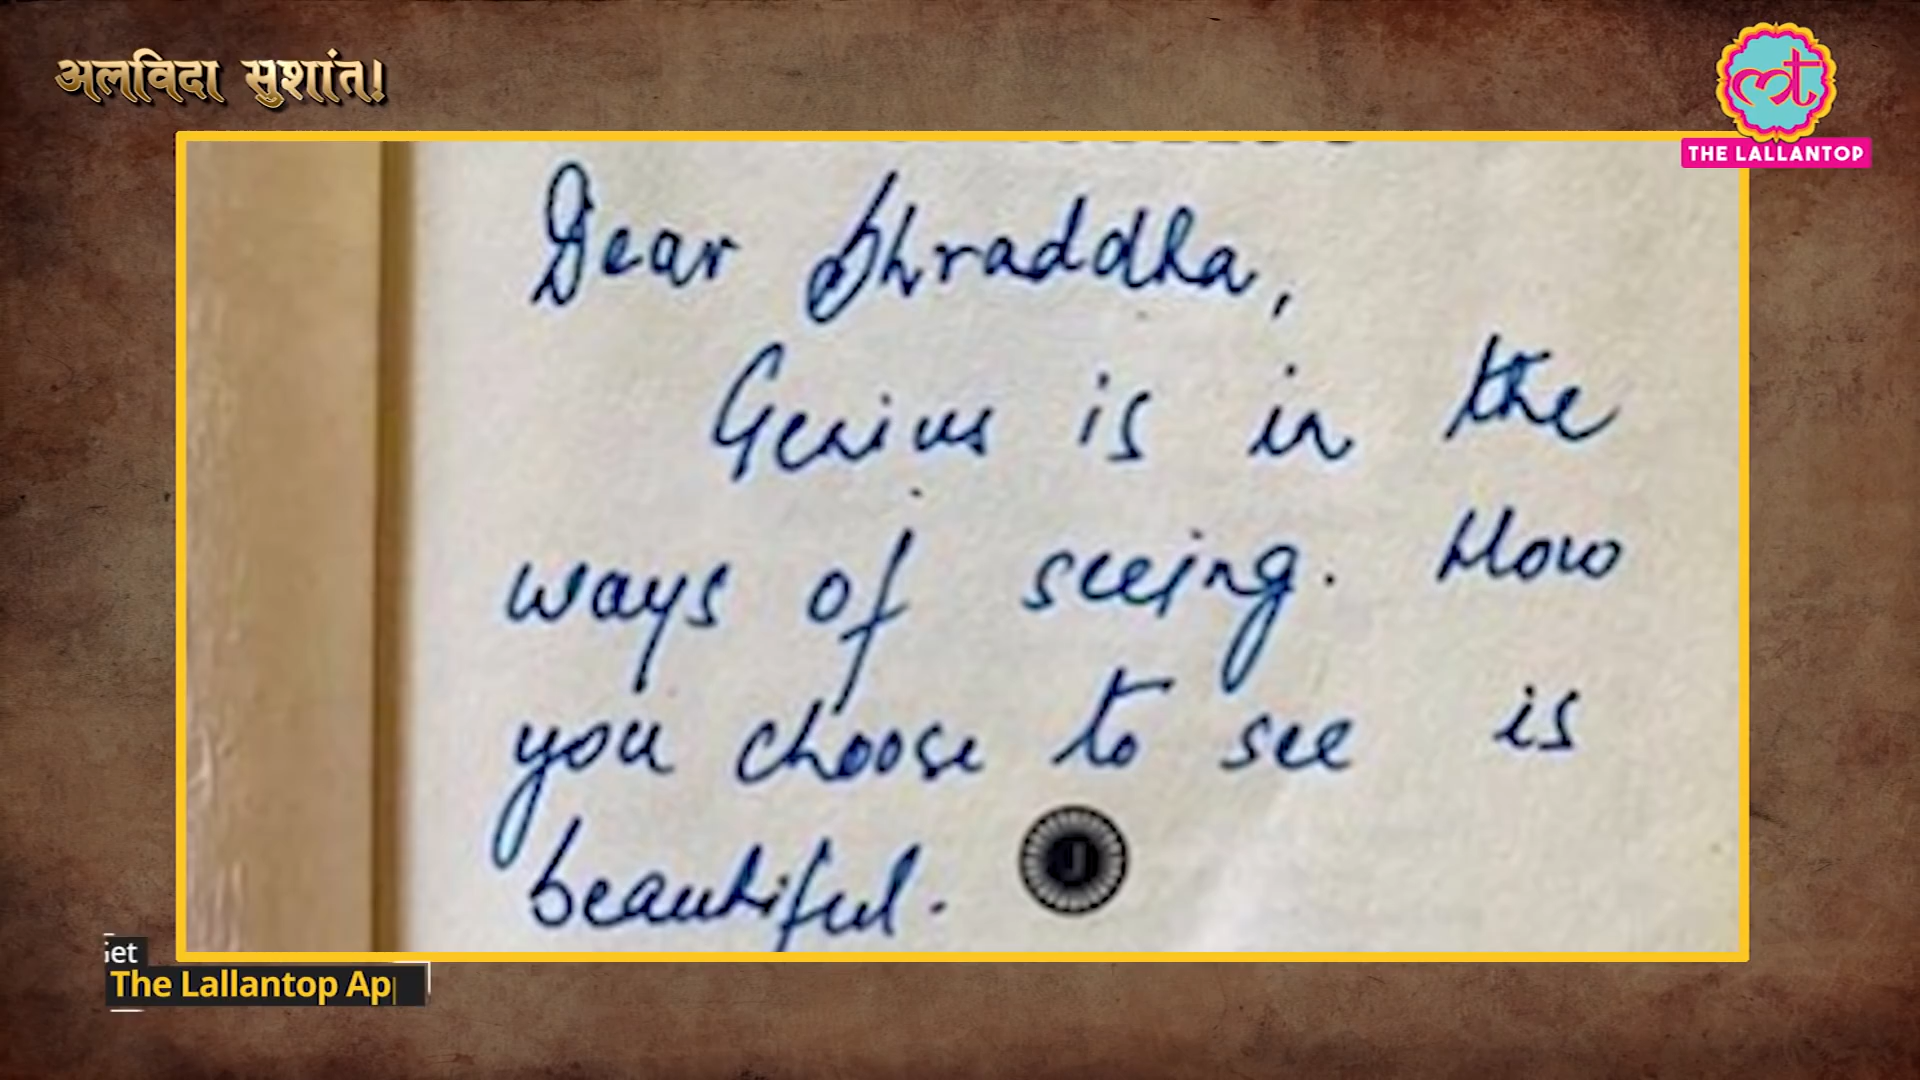 अलविदा सुशांत!
THE LALLANTOP
Dear Shraddha,
Genius is in the
ways of seeing. How
you choose to see is
beautiful.
The Lallantop Ap